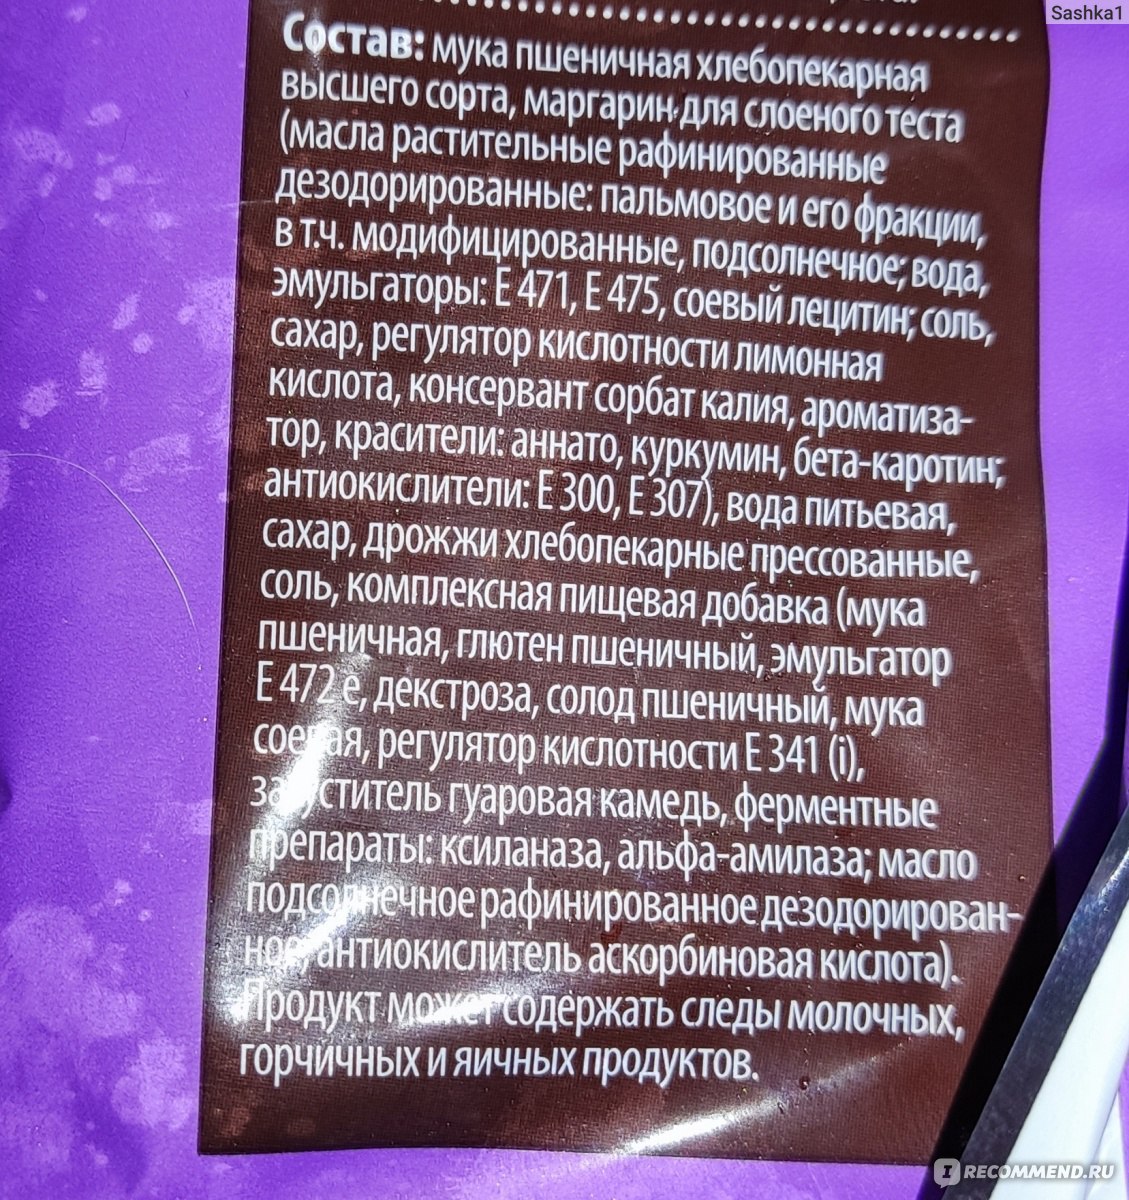 Sashka1
Состав: мука пшеничная хлебопекарная
высшего сорта, маргарин для слоеного теста
(масла растительные рафинированные
дезодорированные: пальмовое и его фракции,
в т.ч. модифицированные, подсолнечное; вода,
эмульгаторы: Е 471, Е 475, соевый лецитин; соль,
сахар, регулятор кислотности лимонная
кислота, консервант сорбат калия, ароматиза-
тор, красители: аннато, куркумин, бета-каротин;
антиокислители: Е 300, Е 307), вода питьевая,
сахар, дрожжи хлебопекарные прессованные,
соль, комплексная пищевая добавка (мука
пшеничная, глютен пшеничный, эмульгатор
Е 472 е, декстроза, солод пшеничный, мука
соевая, регулятор кислотности Е 341 (i),
загуститель гуаровая камедь, ферментные
препараты: ксиланаза, альфа-амилаза; масло
подсолнечное рафинированное дезодорирован-
ное, антиокислитель аскорбиновая кислота).
Продукт может содержать следы молочных,
горчичных и яичных продуктов.
I RECOMMEND.RU